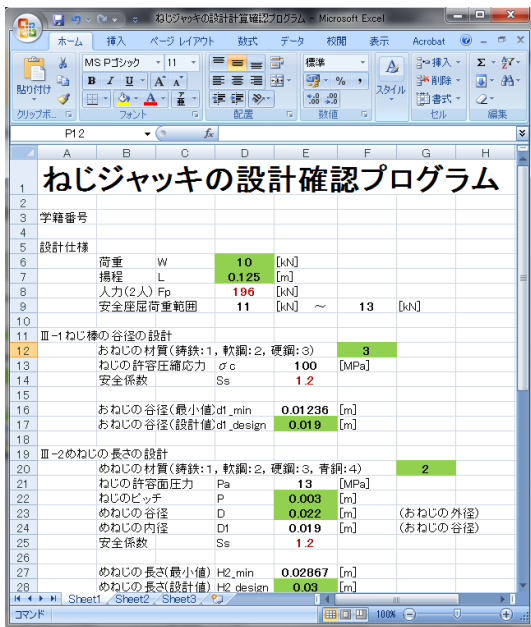 ねじジャッキの設計計算確認プログラム - Microsoft Excel
ホーム 挿入 ページ レイアウト 数式 データ 校閲 表示 Acrobat
MS Pゴシック 11 標準 挿入
貼り付け B I U スタイル 削除
書式
クリップボ... フォント 配置 数値 セル 編集
P12 fx
A B C D E F G H
1 ねじジャッキの設計確認プログラム
2
3 学籍番号
4
5 設計仕様
6 荷重 W 10 [kN]
7 揚程 L 0.125 [m]
8 人力(2人) Fp 196 [kN]
9 安全座屈荷重範囲 11 [kN] ～ 13 [kN]
10
11 Ⅲ-1ねじ棒の谷径の設計
12 おねじの材質(鋳鉄:1, 軟鋼:2, 硬鋼:3) 3
13 ねじの許容圧縮応力 σc 100 [MPa]
14 安全係数 Ss 1.2
15
16 おねじの谷径(最小値)d1_min 0.01236 [m]
17 おねじの谷径(設計値)d1_design 0.019 [m]
18
19 Ⅲ-2めねじの長さの設計
20 めねじの材質(鋳鉄:1, 軟鋼:2, 硬鋼:3, 青銅:4) 2
21 ねじの許容面圧力 Pa 13 [MPa]
22 ねじのピッチ P 0.003 [m]
23 めねじの谷径 D 0.022 [m] (おねじの外径)
24 めねじの内径 D1 0.019 [m] (おねじの谷径)
25 安全係数 Ss 1.2
26
27 めねじの長さ(最小値) H2_min 0.02867 [m]
28 めねじの長さ(設計値) H2_design 0.03 [m]
Sheet1 Sheet2 Sheet3
コマンド 100%